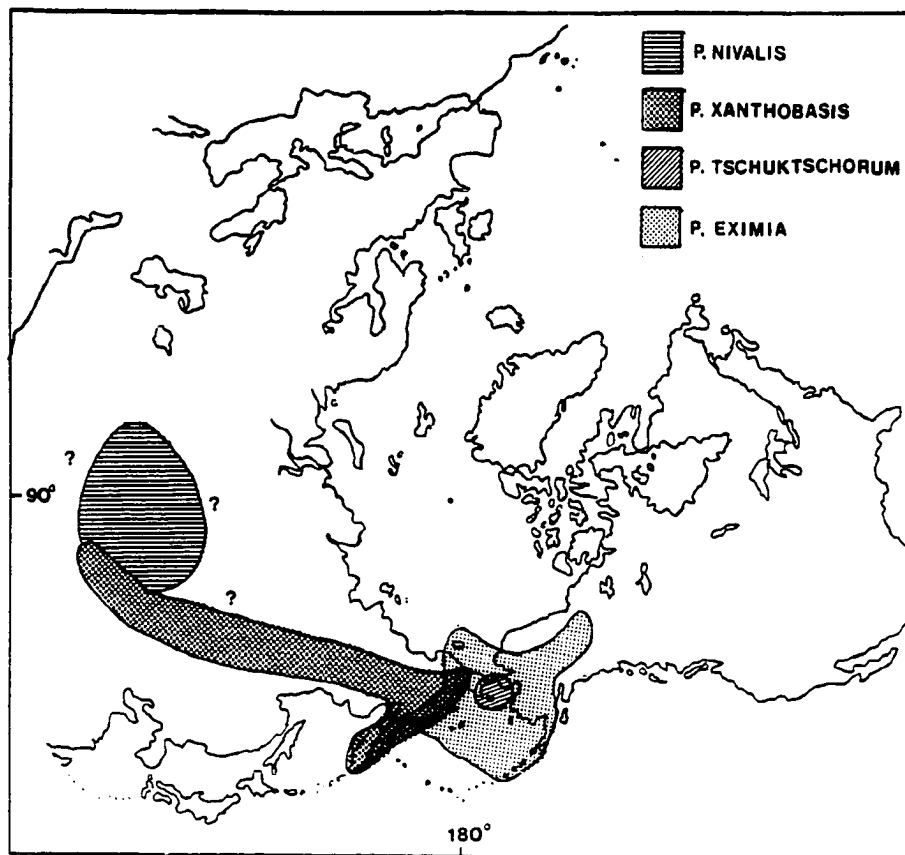 P. NIVALIS
P. XANTHOBASIS
P. TSCHUKTSCHORUM
P. EXIMIA
?
90°
?
?
180°